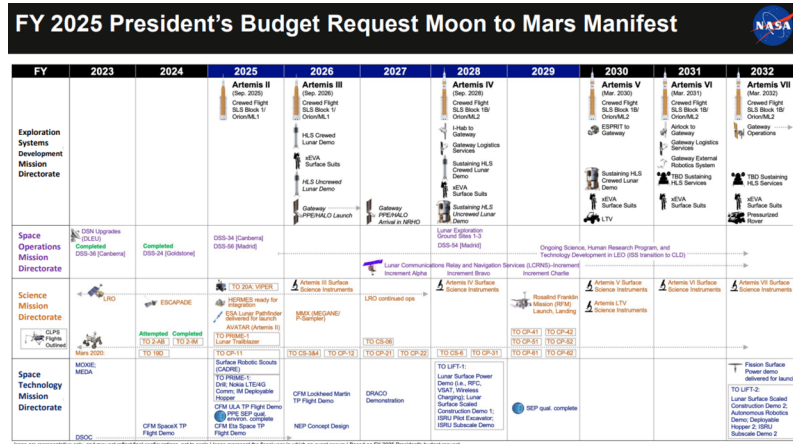 FY 2025 President's Budget Request Moon to Mars Manifest
NASA
FY 2023 2024 2025 2026 2027 2028 2029 2030 2031 2032
Exploration
Systems
Development
Mission
Directorate
Artemis II
(Sep. 2025)
Crewed Flight
SLS Block 1/
Orion/ML1
Artemis III
(Sep. 2026)
Crewed Flight
SLS Block 1/
Orion/ML1
HLS Crewed
Lunar Demo
xEVA
Surface Suits
HLS Uncrewed
Lunar Demo
Gateway
PPE/HALO Launch
Gateway
PPE/HALO
Arrival in NRHO
Artemis IV
(Sep. 2028)
Crewed Flight
SLS Block 1B/
Orion/ML2
I-Hab to
Gateway
Gateway Logistics
Services
Sustaining HLS
Crewed Lunar
Demo
xEVA
Surface Suits
Sustaining HLS
Uncrewed Lunar
Demo
Artemis V
(Mar. 2030)
Crewed Flight
SLS Block 1B/
Orion/ML2
ESPRIT to
Gateway
Sustaining HLS
Crewed Lunar
Demo
xEVA
Surface Suits
LTV
Artemis VI
(Mar. 2031)
Crewed Flight
SLS Block 1B/
Orion/ML2
Airlock to
Gateway
Gateway Logistics
Services
Gateway External
Robotics System
TBD Sustaining
HLS Services
xEVA
Surface Suits
Artemis VII
(Mar. 2032)
Crewed Flight
SLS Block 1B/
Orion/ML2
Gateway
Operations
TBD Sustaining
HLS Services
xEVA
Surface Suits
Pressurized
Rover
Space
Operations
Mission
Directorate
DSN Upgrades
(DLEU)
Completed
DSS-36 [Canberra]
Completed
DSS-24 [Goldstone]
DSS-34 [Canberra]
DSS-56 [Madrid]
Lunar Exploration
Ground Sites 1-3
DSS-54 [Madrid]
Ongoing Science, Human Research Program, and
Technology Development in LEO (ISS transition to CLD)
Lunar Communications Relay and Navigation Services (LCRNS)–Increment
Increment Alpha
Increment Bravo
Increment Charlie
Science
Mission
Directorate
CLPS
Flights
Outlined
LRO
Mars 2020:
ESCAPADE
Attempted Completed
TO 2-AB TO 2-IM
TO 19D
TO 20A: VIPER
HERMES ready for
integration
ESA Lunar Pathfinder
delivered for launch
AVATAR (Artemis II)
TO PRIME-1
Lunar Trailblazer
TO CP-11
Artemis III Surface
Science Instruments
MMX (MEGANE/
P-Sampler)
TO CS-3&4 TO CP-12
LRO continued ops
TO CS-06
TO CP-21 TO CP-22
Artemis IV Surface
Science Instruments
TO CS-6 TO CP-31
Rosalind Franklin
Mission (RFM)
Launch, Landing
TO CP-41 TO CP-42
TO CP-51 TO CP-52
TO CP-61 TO CP-62
Artemis V Surface
Science Instruments
Artemis LTV
Science Instruments
Artemis VI Surface
Science Instruments
Artemis VII Surface
Science Instruments
Space
Technology
Mission
Directorate
MOXIE;
MEDA
DSOC
CFM SpaceX TP
Flight Demo
Surface Robotic Scouts
(CADRE)
TO PRIME-1:
Drill; Nokia LTE/4G
Comm; IM Deployable
Hopper
CFM ULA TP Flight Demo
PPE SEP qual.
environ. complete
CFM Eta Space TP
Flight Demo
CFM Lockheed Martin
TP Flight Demo
NEP Concept Design
DRACO
Demonstration
TO LIFT-1:
Lunar Surface Power
Demo (i.e., RFC,
VSAT, Wireless
Charging); Lunar
Surface Scaled
Construction Demo 1;
ISRU Pilot Excavator;
ISRU Subscale Demo
SEP qual. complete
Fission Surface
Power demo
delivered for launch
TO LIFT-2:
Lunar Surface Scaled
Construction Demo 2;
Autonomous Robotics
Demo; Deployable
Hopper 2; ISRU
Subscale Demo 2